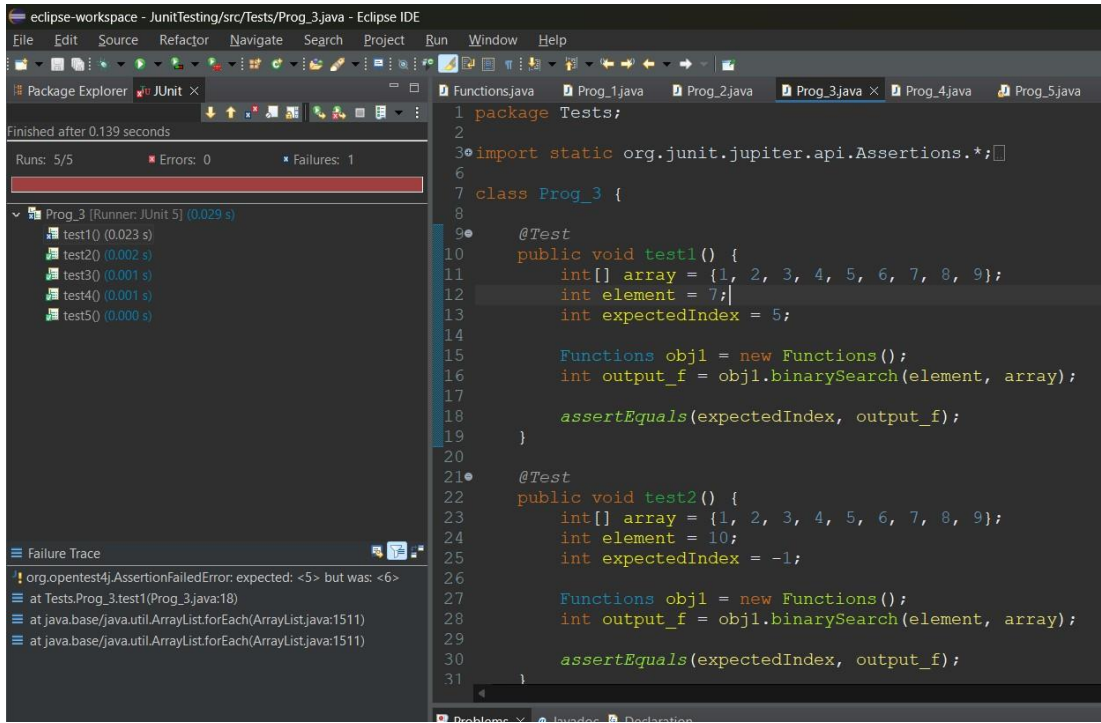 eclipse-workspace - JunitTesting/src/Tests/Prog_3.java - Eclipse IDE
File Edit Source Refactor Navigate Search Project Run Window Help
Package Explorer JUnit
Finished after 0.139 seconds
Runs: 5/5 Errors: 0 Failures: 1
Prog_3 [Runner: JUnit 5] (0.029 s)
test1() (0.023 s)
test2() (0.002 s)
test3() (0.001 s)
test4() (0.001 s)
test5() (0.000 s)
Failure Trace
org.opentest4j.AssertionFailedError: expected: <5> but was: <6>
at Tests.Prog_3.test1(Prog_3.java:18)
at java.base/java.util.ArrayList.forEach(ArrayList.java:1511)
at java.base/java.util.ArrayList.forEach(ArrayList.java:1511)
Functions.java Prog_1.java Prog_2.java Prog_3.java Prog_4.java Prog_5.java
1 package Tests;
2
3 import static org.junit.jupiter.api.Assertions.*;
6
7 class Prog_3 {
8
9 @Test
10 public void test1() {
11 int[] array = {1, 2, 3, 4, 5, 6, 7, 8, 9};
12 int element = 7;
13 int expectedIndex = 5;
14
15 Functions obj1 = new Functions();
16 int output_f = obj1.binarySearch(element, array);
17
18 assertEquals(expectedIndex, output_f);
19 }
20
21 @Test
22 public void test2() {
23 int[] array = {1, 2, 3, 4, 5, 6, 7, 8, 9};
24 int element = 10;
25 int expectedIndex = -1;
26
27 Functions obj1 = new Functions();
28 int output_f = obj1.binarySearch(element, array);
29
30 assertEquals(expectedIndex, output_f);
31 }
Problems Javadoc Declaration